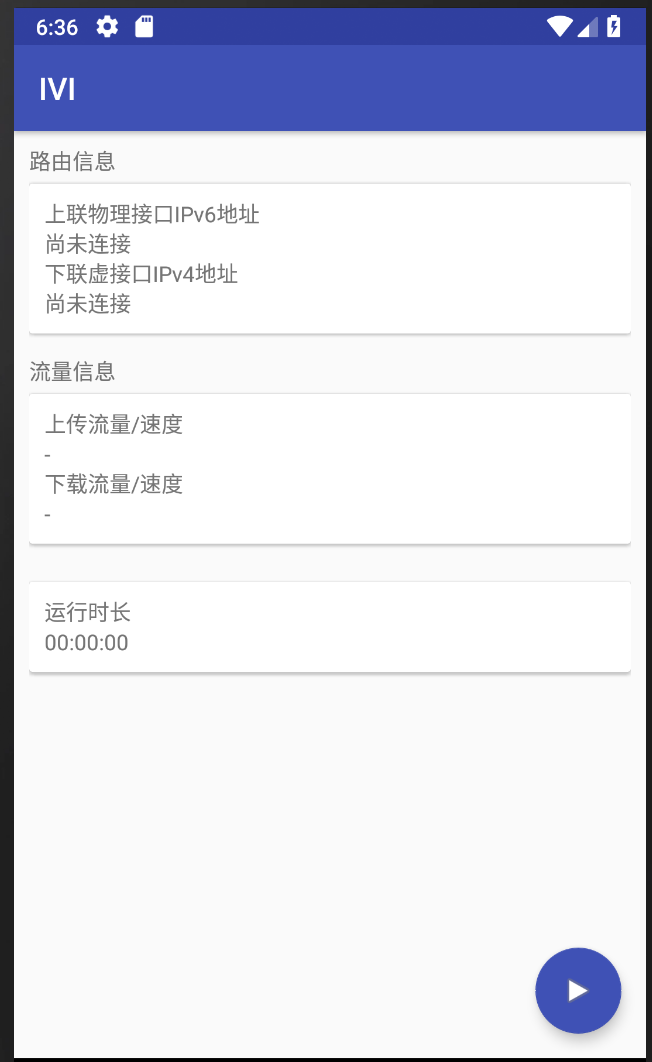 6:36
IVI
路由信息
上联物理接口IPv6地址
尚未连接
下联虚接口IPv4地址
尚未连接
流量信息
上传流量/速度
-
下载流量/速度
-
运行时长
00:00:00